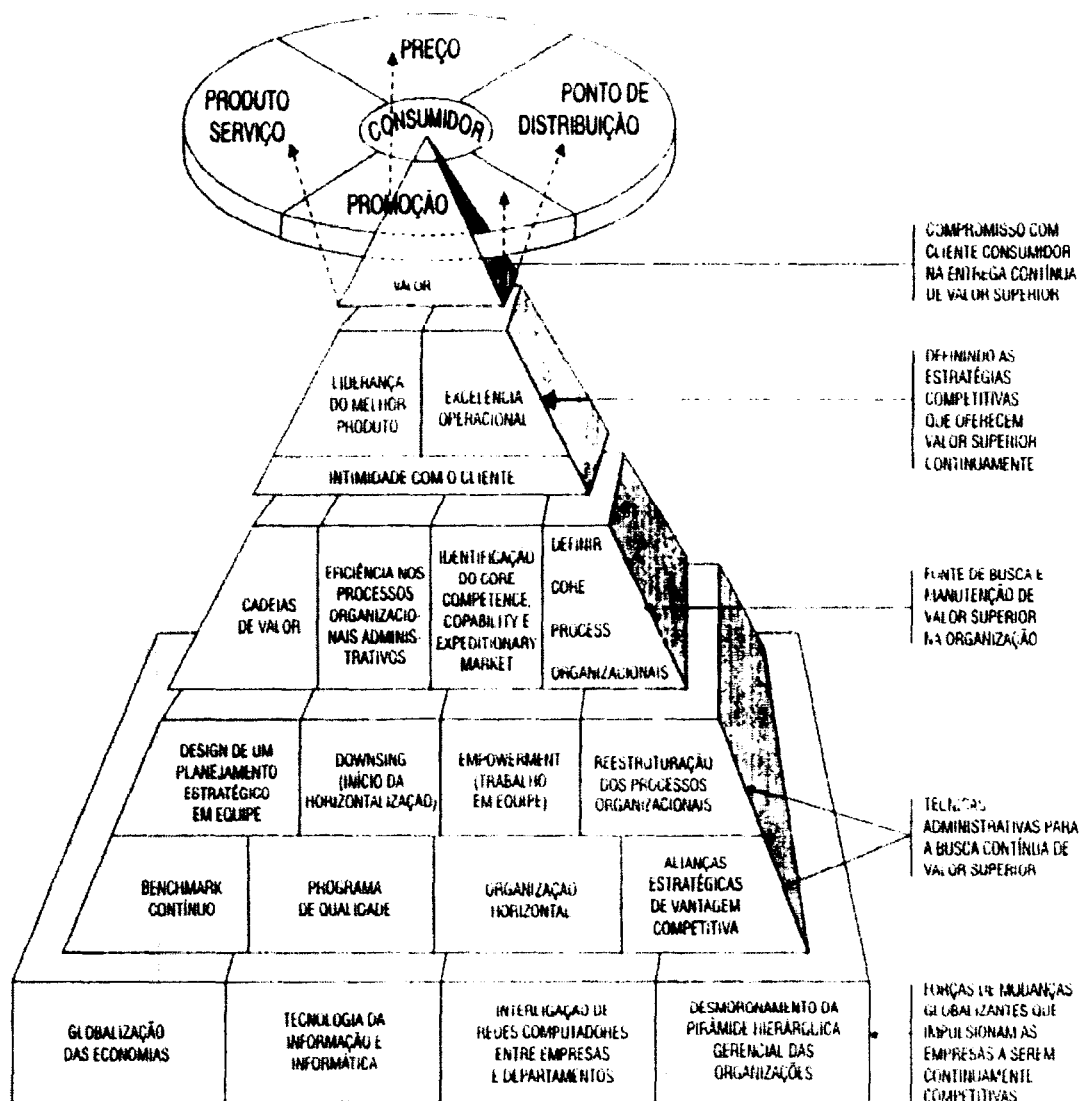 PREÇO
PRODUTO
SERVIÇO
PONTO DE
DISTRIBUIÇÃO
CONSUMIDOR
PROMOÇÃO
VALOR
COMPROMISSO COM
CLIENTE CONSUMIDOR
NA ENTREGA CONTÍNUA
DE VALOR SUPERIOR
LIDERANÇA
DO MELHOR
PRODUTO
EXCELÊNCIA
OPERACIONAL
INTIMIDADE COM O CLIENTE
DEFININDO AS
ESTRATÉGIAS
COMPETITIVAS
QUE OFERECEM
VALOR SUPERIOR
CONTINUAMENTE
CADEIAS
DE VALOR
EFICIÊNCIA NOS
PROCESSOS
ORGANIZACIO-
NAIS ADMINIS-
TRATIVOS
IDENTIFICAÇÃO
DO CORE
COMPETENCE,
COPABILITY E
EXPEDITIONARY
MARKET
DEFINIR
CORE
PROCESS
ORGANIZACIONAIS
FONTE DE BUSCA E
MANUTENÇÃO DE
VALOR SUPERIOR
NA ORGANIZAÇÃO
DESIGN DE UM
PLANEJAMENTO
ESTRATÉGICO
EM EQUIPE
DOWNSING
(INÍCIO DA
HORIZONTALIZAÇÃO)
EMPOWERMENT
(TRABALHO
EM EQUIPE)
REESTRUTURAÇÃO
DOS PROCESSOS
ORGANIZACIONAIS
BENCHMARK
CONTÍNUO
PROGRAMA
DE QUALIDADE
ORGANIZAÇÃO
HORIZONTAL
ALIANÇAS
ESTRATÉGICAS
DE VANTAGEM
COMPETITIVA
TÉCNICAS
ADMINISTRATIVAS PARA
A BUSCA CONTÍNUA DE
VALOR SUPERIOR
GLOBALIZAÇÃO
DAS ECONOMIAS
TECNOLOGIA DA
INFORMAÇÃO E
INFORMÁTICA
INTERLIGAÇÃO DE
REDES COMPUTADORES
ENTRE EMPRESAS
E DEPARTAMENTOS
DESMORONAMENTO DA
PIRÂMIDE HIERÁRQUICA
GERENCIAL DAS
ORGANIZAÇÕES
FORÇAS DE MUDANÇAS
GLOBALIZANTES QUE
IMPULSIONAM AS
EMPRESAS A SEREM
CONTINUAMENTE
COMPETITIVAS